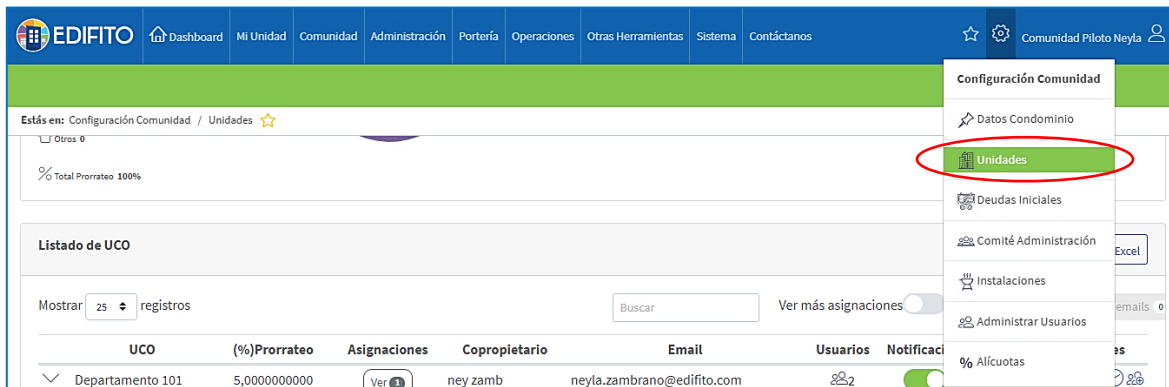 EDIFITO Dashboard Mi Unidad Comunidad Administración Portería Operaciones Otras Herramientas Sistema Contáctanos Comunidad Piloto Neyla
Configuración Comunidad
Estás en: Configuración Comunidad / Unidades
Datos Condominio
Otros 0
Unidades
% Total Prorrateo 100%
Deudas Iniciales
Listado de UCO
Comité Administración
Excel
Instalaciones
Mostrar 25 registros Buscar Ver más asignaciones emails 0
Administrar Usuarios
UCO (%)Prorrateo Asignaciones Copropietario Email Usuarios Notificaci es
% Alícuotas
Departamento 101 5,0000000000 Ver 1 ney zamb neyla.zambrano@edifito.com 2